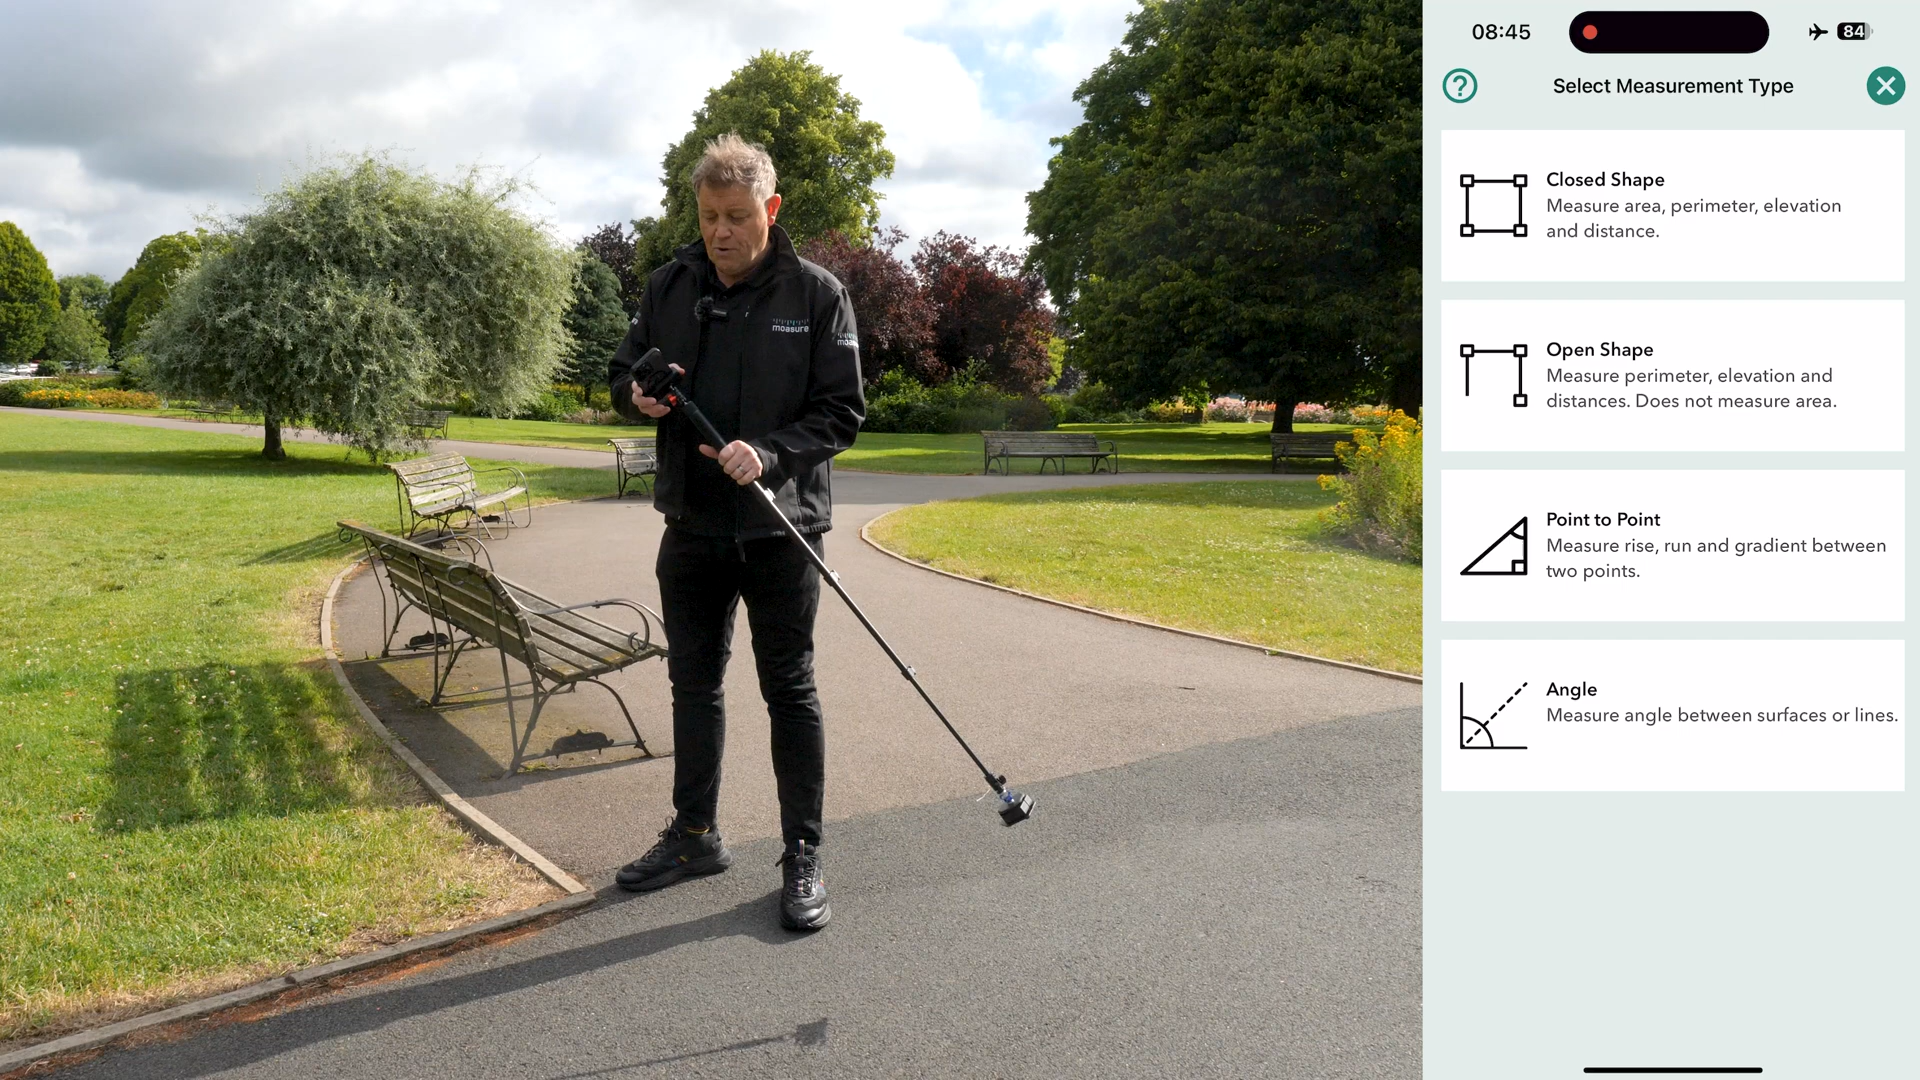 moasure
08:45
84
Select Measurement Type
Closed Shape
Measure area, perimeter, elevation
and distance.
Open Shape
Measure perimeter, elevation and
distances. Does not measure area.
Point to Point
Measure rise, run and gradient between
two points.
Angle
Measure angle between surfaces or lines.